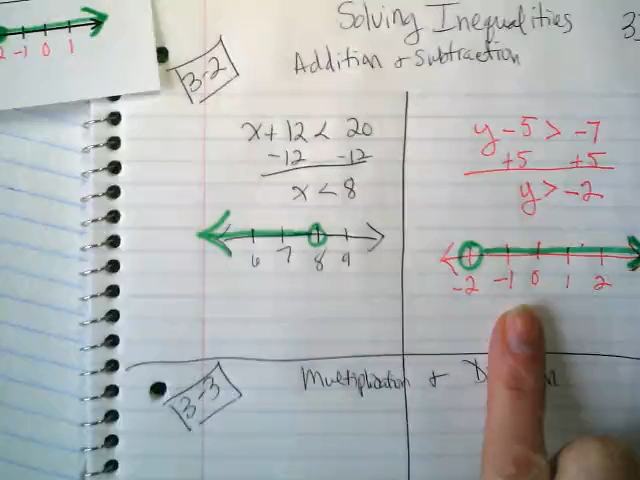 Solving Inequalities
3-2
Addition & Subtraction
x + 12 < 20
-12 -12
x < 8
6 7 8 9
y - 5 > -7
+5 +5
y > -2
-2 -1 0 1 2
3-3
Multiplication &
-1 0 1